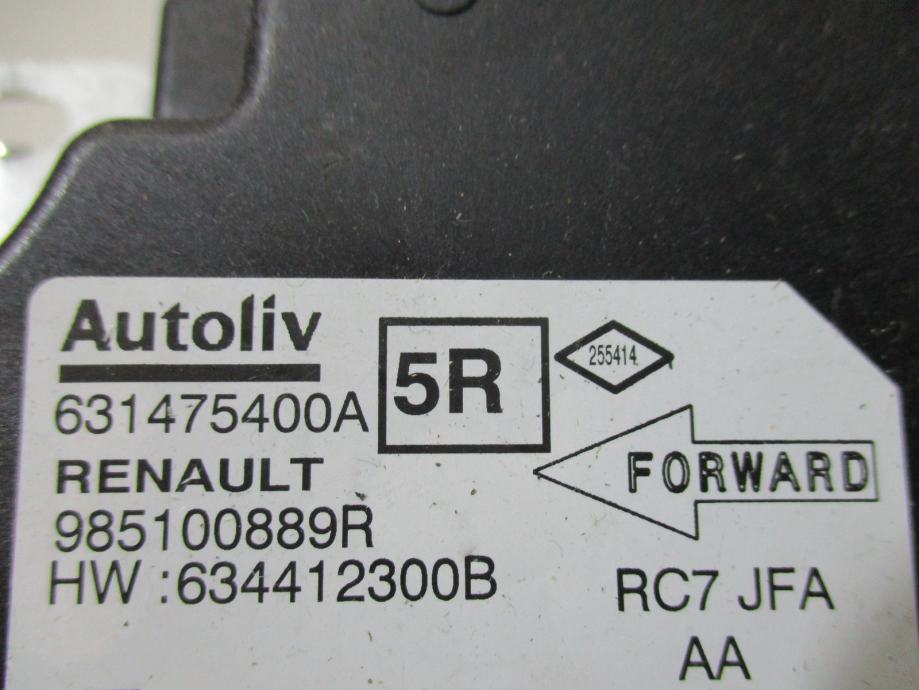 Autoliv
631475400A
5R
255414
RENAULT
FORWARD
985100889R
HW :634412300B
RC7 JFA
AA